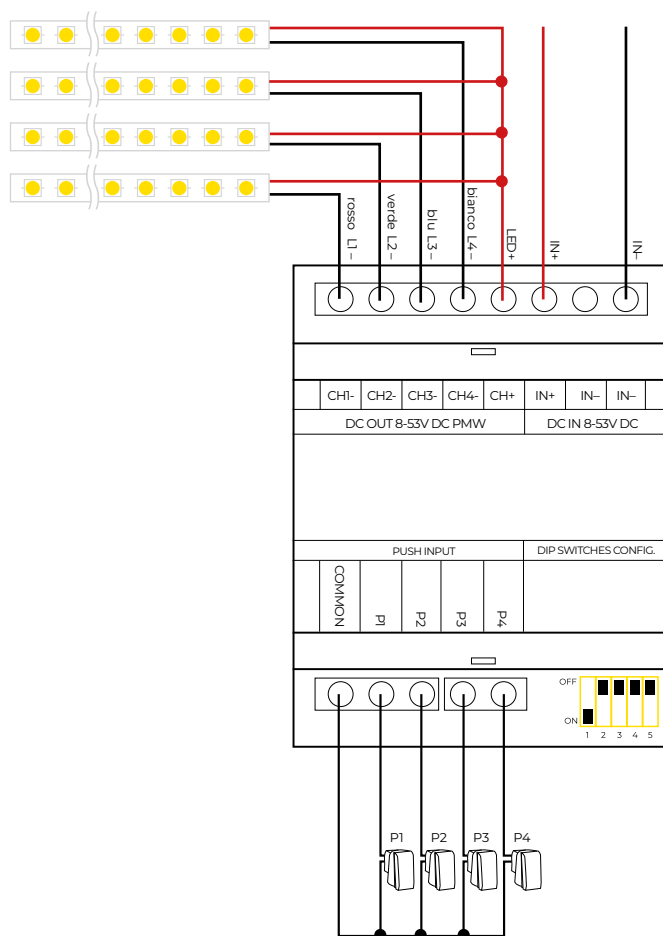 rosso L1 –
verde L2 –
blu L3 –
bianco L4 –
LED+
IN+
IN–
CH1- CH2- CH3- CH4- CH+ IN+ IN– IN–
DC OUT 8-53V DC PMW DC IN 8-53V DC
PUSH INPUT DIP SWITCHES CONFIG.
COMMON
P1
P2
P3
P4
OFF
ON
1 2 3 4 5
P1 P2 P3 P4